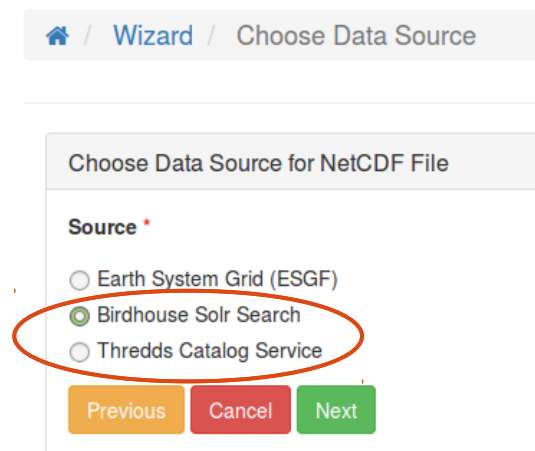 / Wizard / Choose Data Source
Choose Data Source for NetCDF File
Source *
Earth System Grid (ESGF)
Birdhouse Solr Search
Thredds Catalog Service
Previous Cancel Next